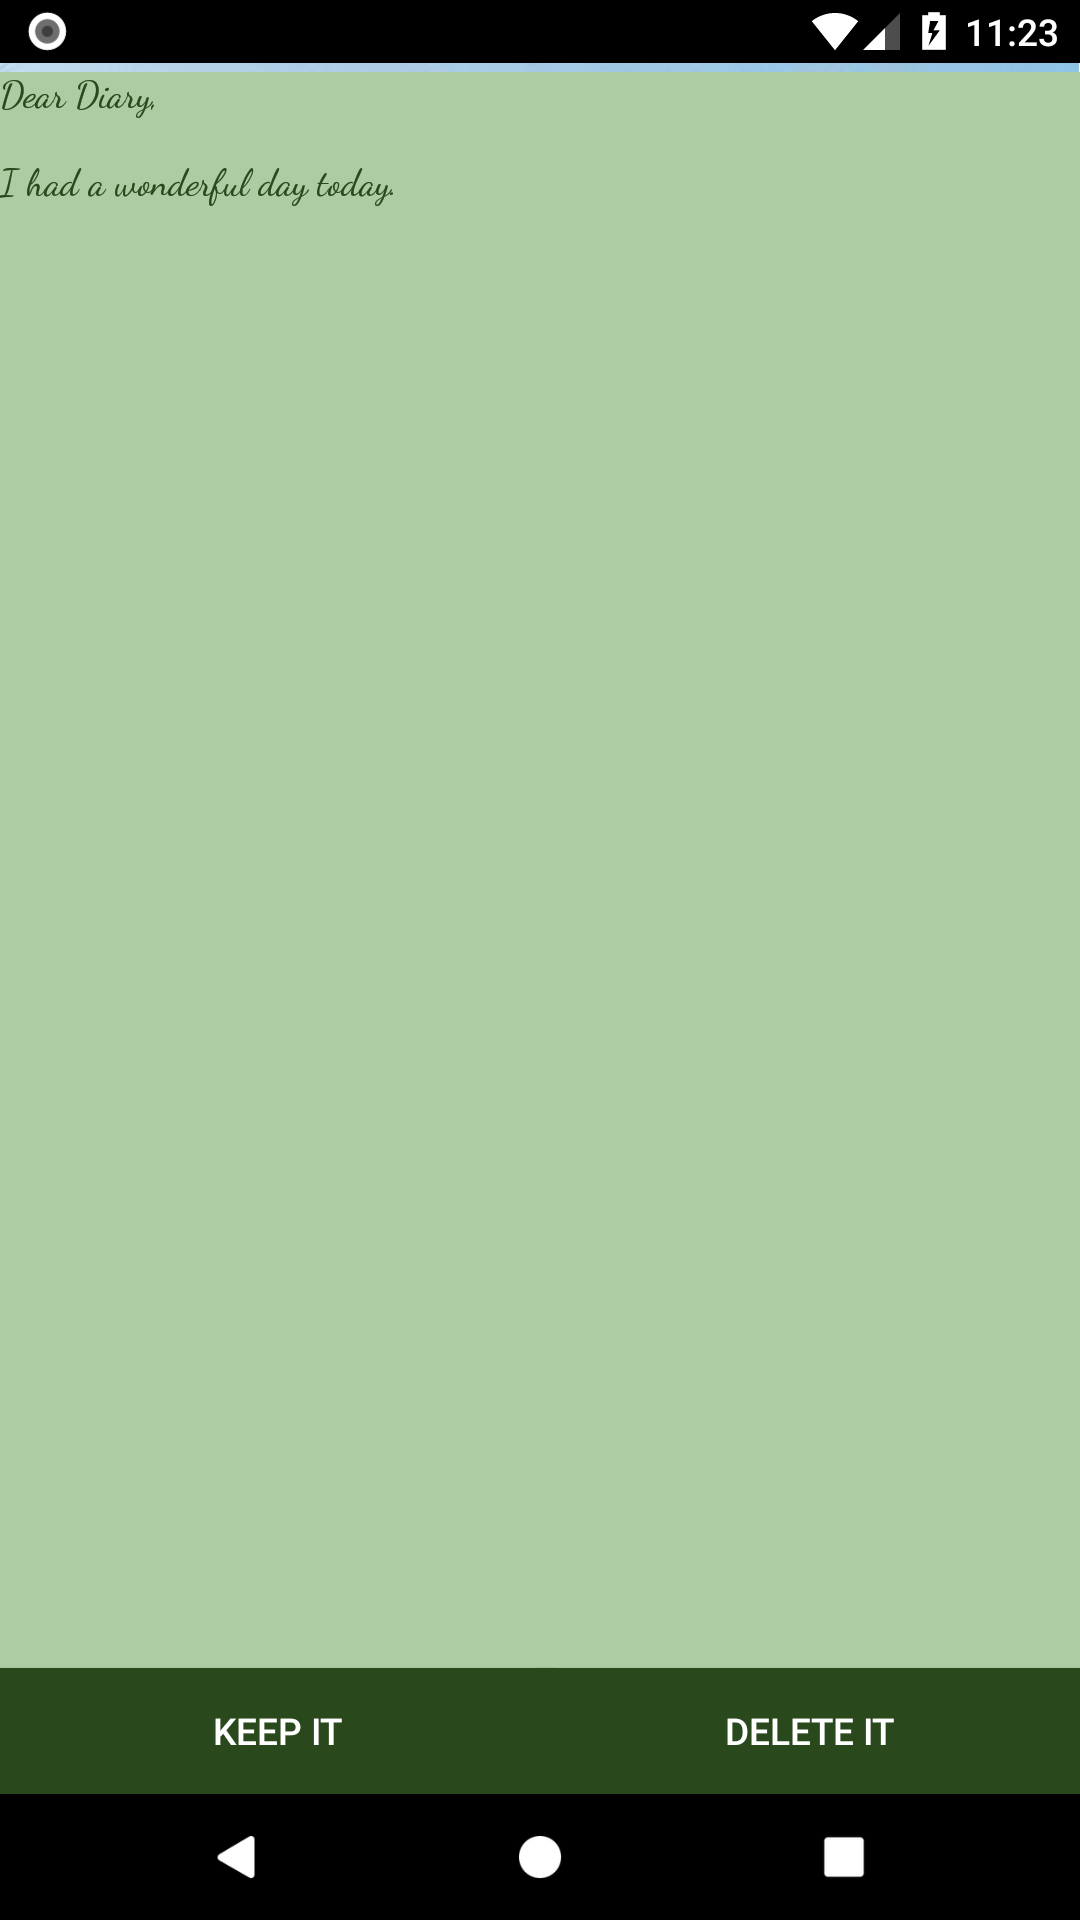 11:23
Dear Diary,
I had a wonderful day today.
KEEP IT
DELETE IT